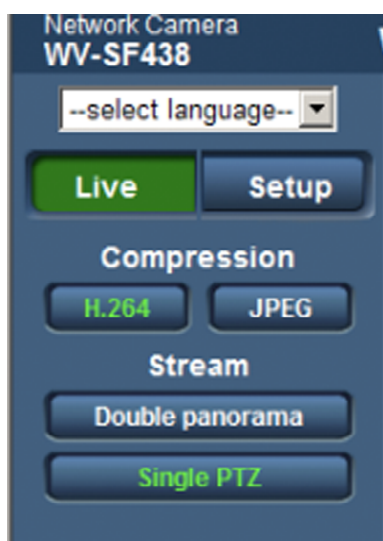 Network Camera
WV-SF438
--select language--
Live Setup
Compression
H.264 JPEG
Stream
Double panorama
Single PTZ